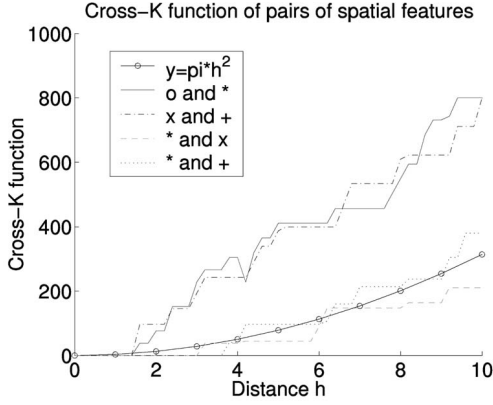 Cross-K function of pairs of spatial features
1000
800
600
400
200
0
Cross-K function
y=pi*h²
o and *
x and +
* and x
* and +
0 2 4 6 8 10
Distance h